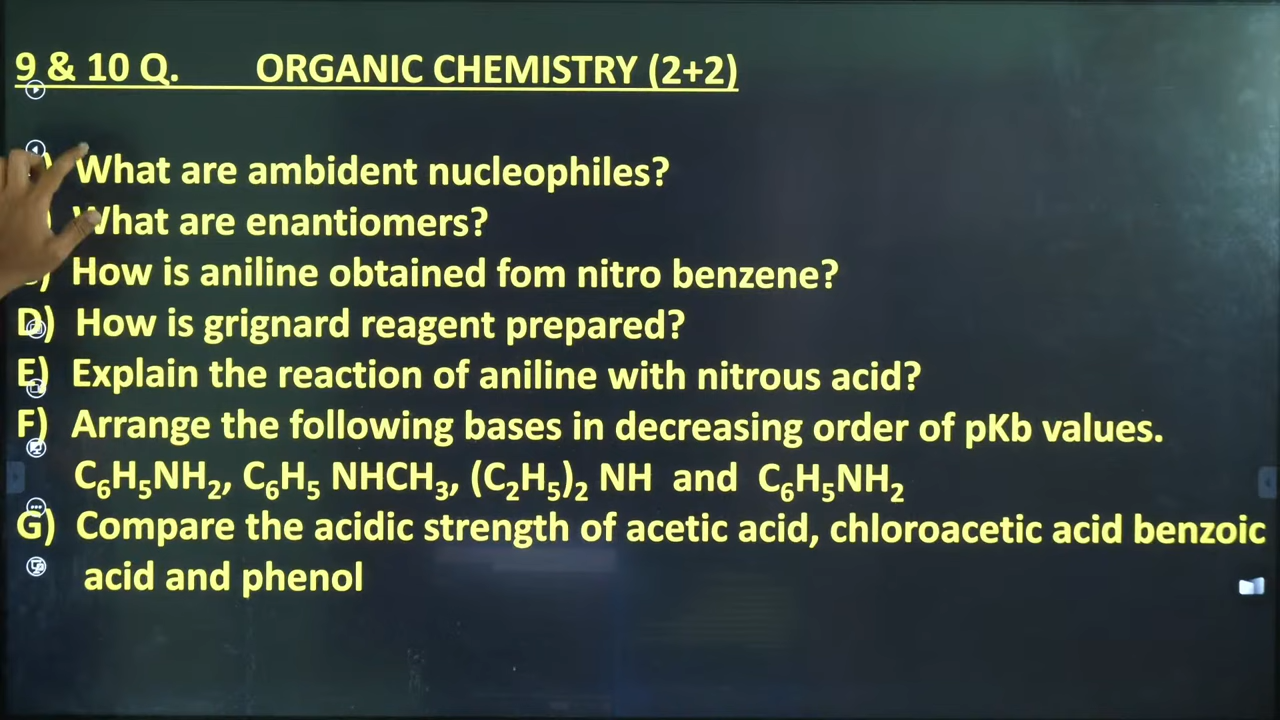 9 & 10 Q. ORGANIC CHEMISTRY (2+2)
) What are ambident nucleophiles?
) What are enantiomers?
) How is aniline obtained fom nitro benzene?
D) How is grignard reagent prepared?
E) Explain the reaction of aniline with nitrous acid?
F) Arrange the following bases in decreasing order of pKb values.
C₆H₅NH₂, C₆H₅ NHCH₃, (C₂H₅)₂ NH and C₆H₅NH₂
G) Compare the acidic strength of acetic acid, chloroacetic acid benzoic
acid and phenol